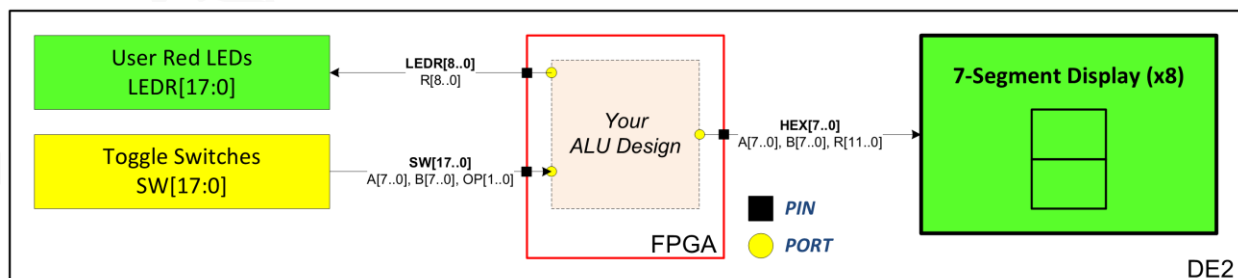 User Red LEDs
LEDR[17:0]
LEDR[8..0]
R[8..0]
Toggle Switches
SW[17:0]
SW[17..0]
A[7..0], B[7..0], OP[1..0]
Your
ALU Design
FPGA
HEX[7..0]
A[7..0], B[7..0], R[11..0]
PIN
PORT
7-Segment Display (x8)
DE2